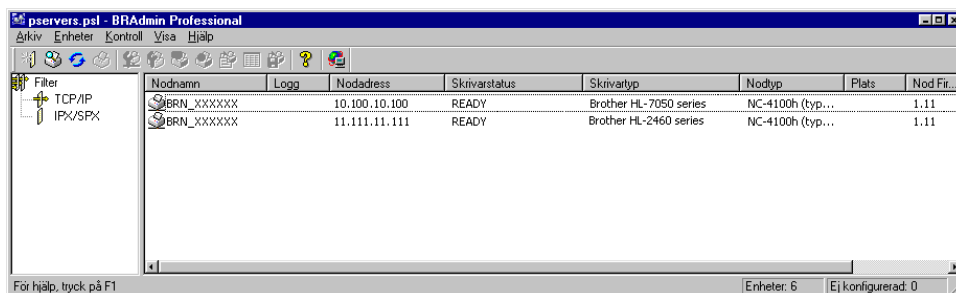 pservers.psl - BRAdmin Professional
Arkiv Enheter Kontroll Visa Hjälp
Filter
TCP/IP
IPX/SPX
Nodnamn Logg Nodadress Skrivarstatus Skrivartyp Nodtyp Plats Nod Fir...
BRN_XXXXXX 10.100.10.100 READY Brother HL-7050 series NC-4100h (typ... 1.11
BRN_XXXXXX 11.111.11.111 READY Brother HL-2460 series NC-4100h (typ... 1.11
För hjälp, tryck på F1 Enheter: 6 Ej konfigurerad: 0